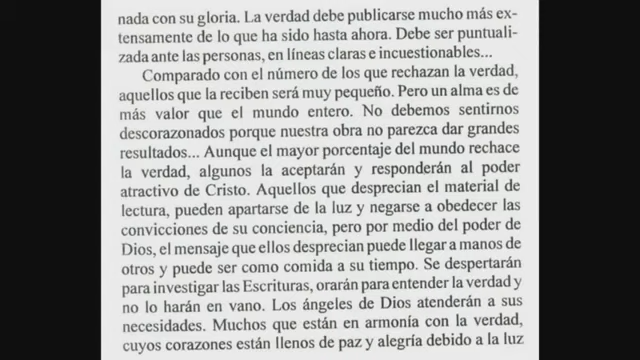 nada con su gloria. La verdad debe publicarse mucho más ex-
tensamente de lo que ha sido hasta ahora. Debe ser puntuali-
zada ante las personas, en líneas claras e incuestionables...
Comparado con el número de los que rechazan la verdad,
aquellos que la reciben será muy pequeño. Pero un alma es de
más valor que el mundo entero. No debemos sentirnos
descorazonados porque nuestra obra no parezca dar grandes
resultados... Aunque el mayor porcentaje del mundo rechace
la verdad, algunos la aceptarán y responderán al poder
atractivo de Cristo. Aquellos que desprecian el material de
lectura, pueden apartarse de la luz y negarse a obedecer las
convicciones de su conciencia, pero por medio del poder de
Dios, el mensaje que ellos desprecian puede llegar a manos de
otros y puede ser como comida a su tiempo. Se despertarán
para investigar las Escrituras, orarán para entender la verdad y
no lo harán en vano. Los ángeles de Dios atenderán a sus
necesidades. Muchos que están en armonía con la verdad,
cuyos corazones están llenos de paz y alegría debido a la luz